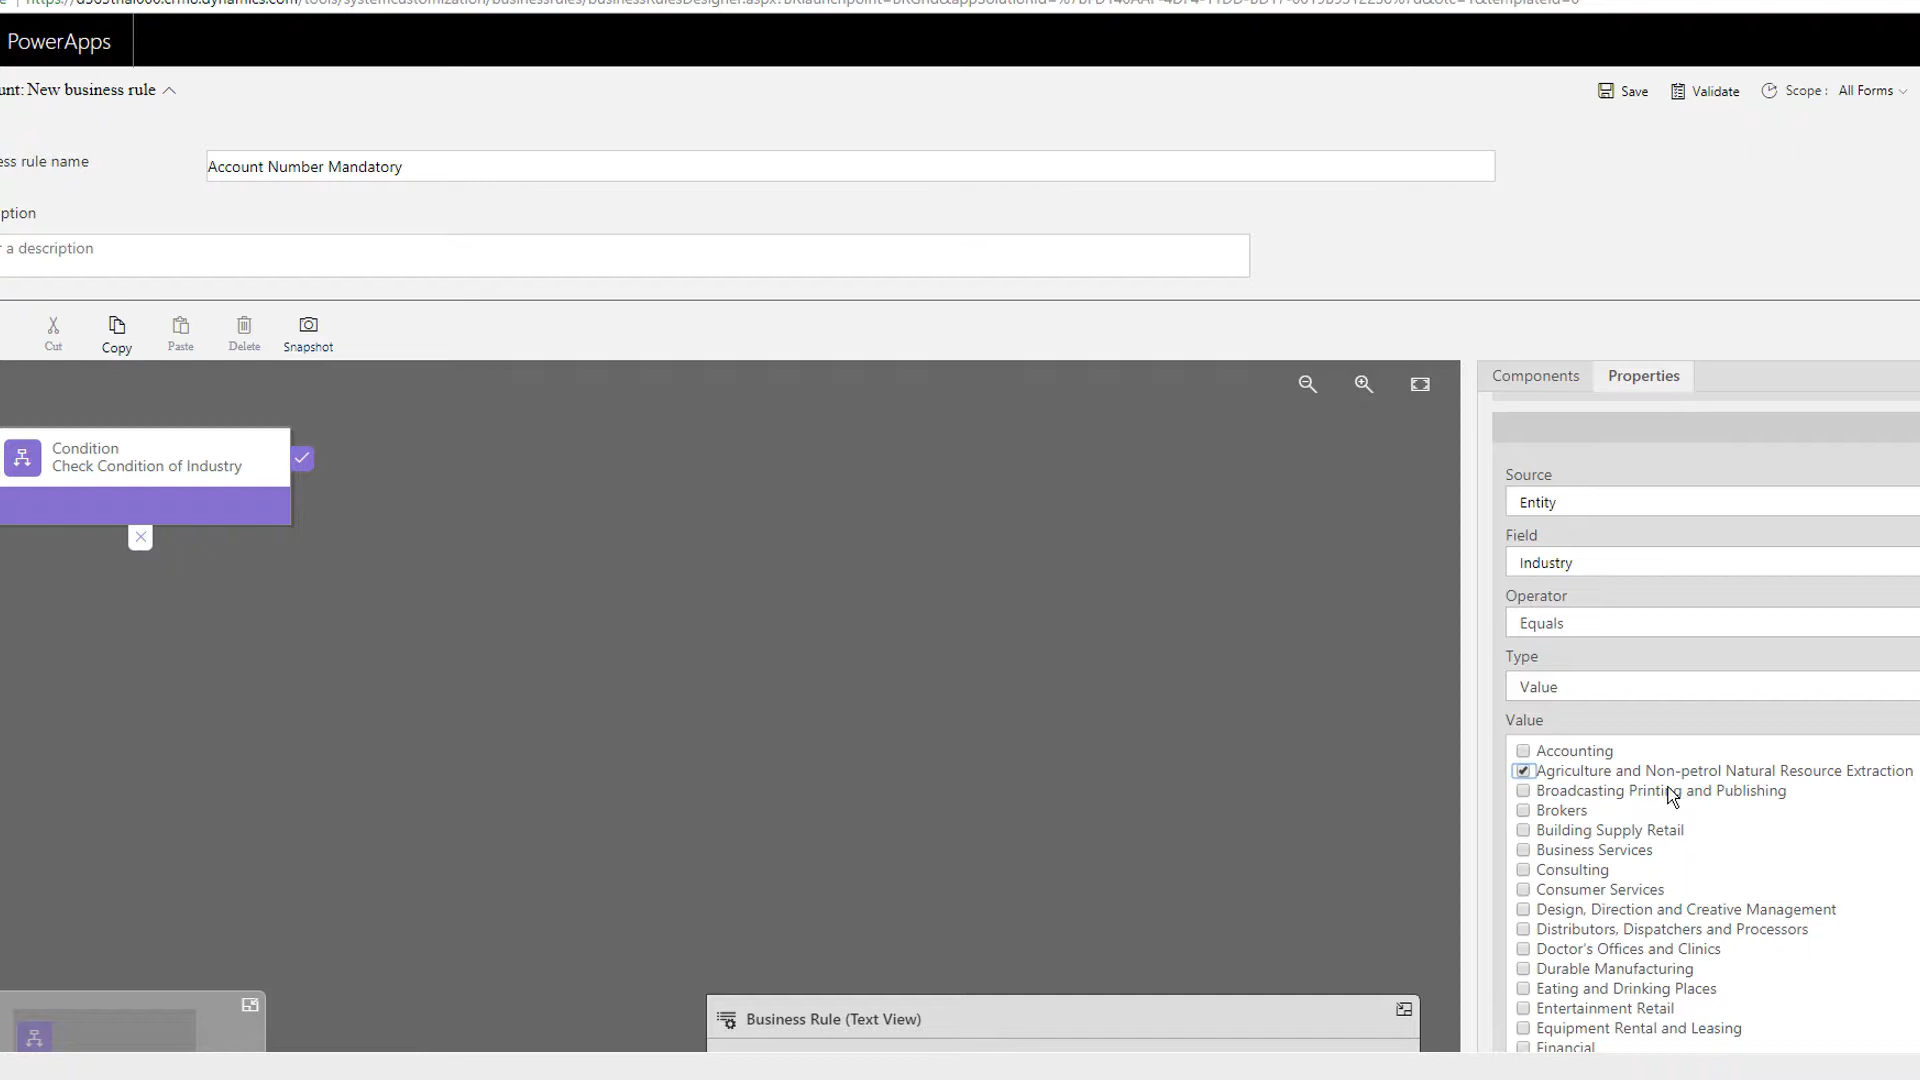 PowerApps
unt: New business rule
Save
Validate
Scope :
All Forms
ess rule name
Account Number Mandatory
ption
r a description
Cut
Copy
Paste
Delete
Snapshot
Components
Properties
Condition
Check Condition of Industry
Source
Entity
Field
Industry
Operator
Equals
Type
Value
Value
Accounting
Agriculture and Non-petrol Natural Resource Extraction
Broadcasting Printing and Publishing
Brokers
Building Supply Retail
Business Services
Consulting
Consumer Services
Design, Direction and Creative Management
Distributors, Dispatchers and Processors
Doctor's Offices and Clinics
Durable Manufacturing
Eating and Drinking Places
Entertainment Retail
Equipment Rental and Leasing
Financial
Business Rule (Text View)